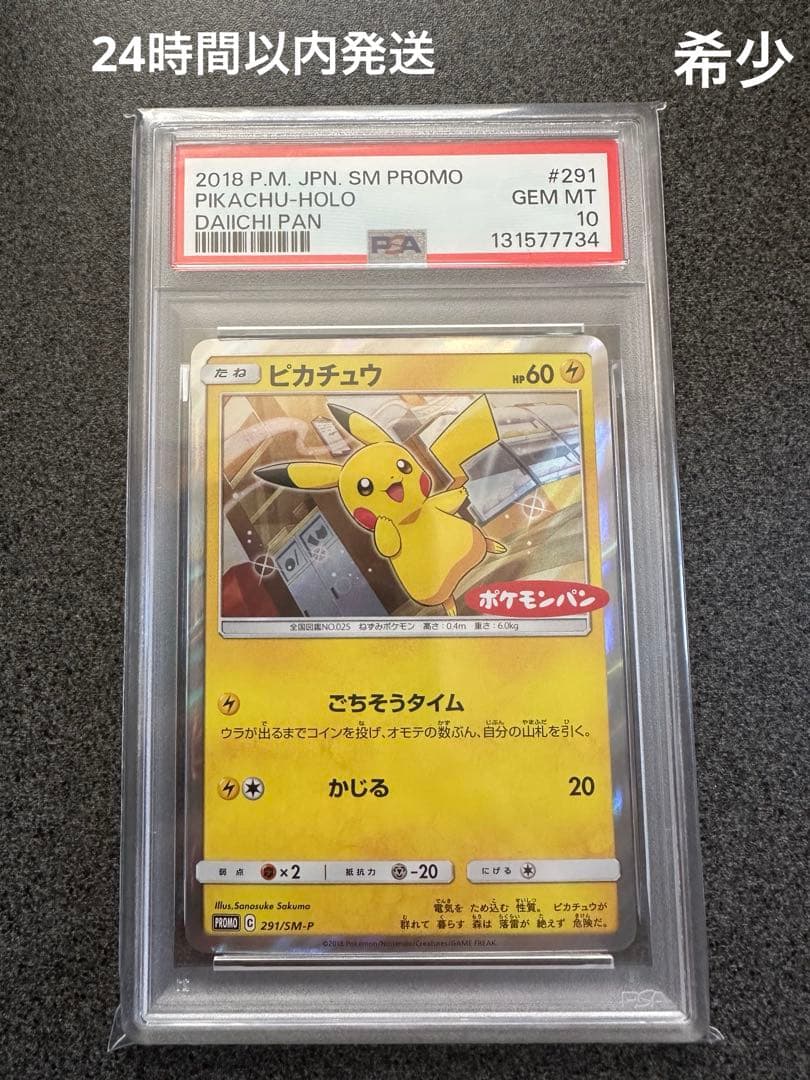 24時間以内発送
希少
2018 P.M. JPN. SM PROMO #291
PIKACHU-HOLO GEM MT
DAIICHI PAN 10
PSA 131577734
たね ピカチュウ HP60
ポケモンパン
全国図鑑NO.025 ねずみポケモン 高さ:0.4m 重さ:6.0kg
ごちそうタイム
ウラが出るまでコインを投げ、オモテの数ぶん、自分の山札を引く。
かじる 20
弱点 ×2 抵抗力 -20 にげる
Illus.Sanosuke Sakuma
電気を ため込む 性質。 ピカチュウが
群れて 暮らす 森は 落雷が 絶えず 危険だ。
PROMO C 291/SM-P
©2018 Pokémon/Nintendo/Creatures/GAME FREAK.
PSA